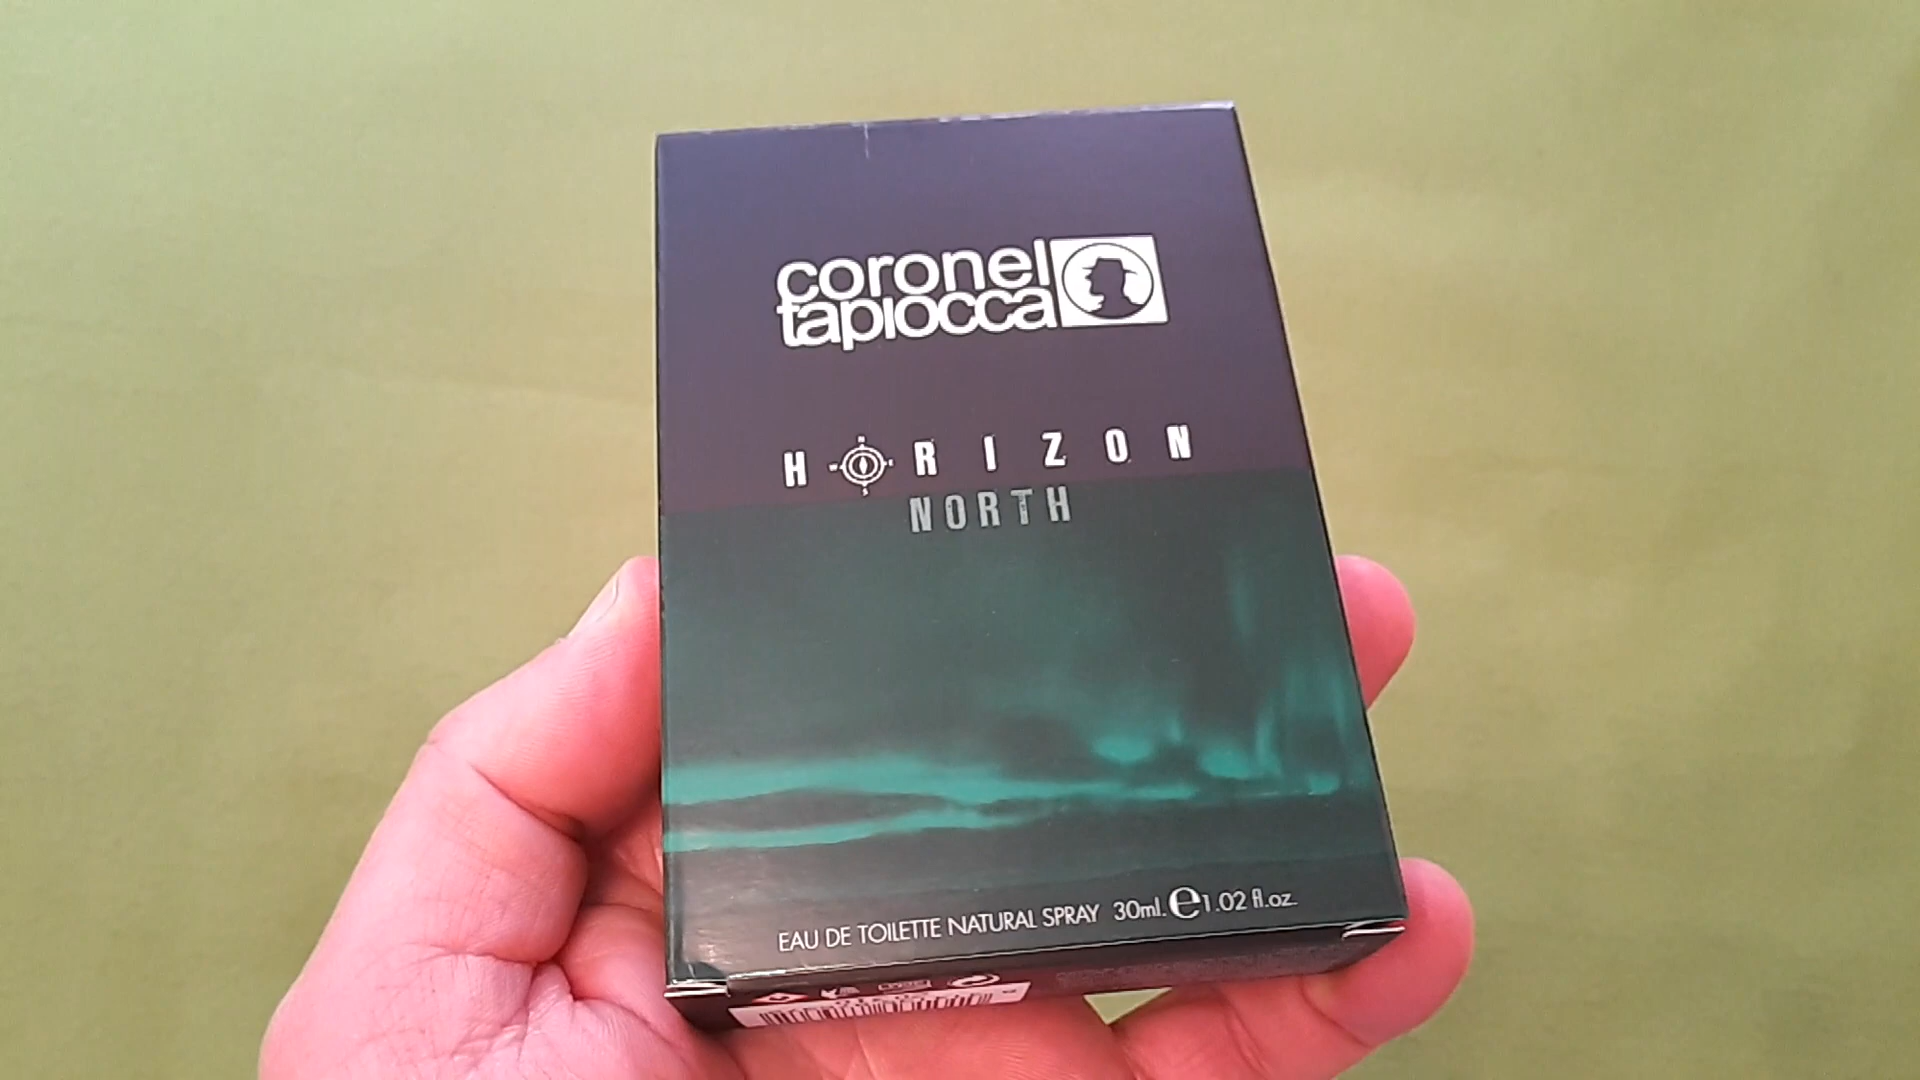 coronel
tapiocca
HORIZON
NORTH
EAU DE TOILETTE NATURAL SPRAY 30ml. ℮ 1.02 fl.oz.